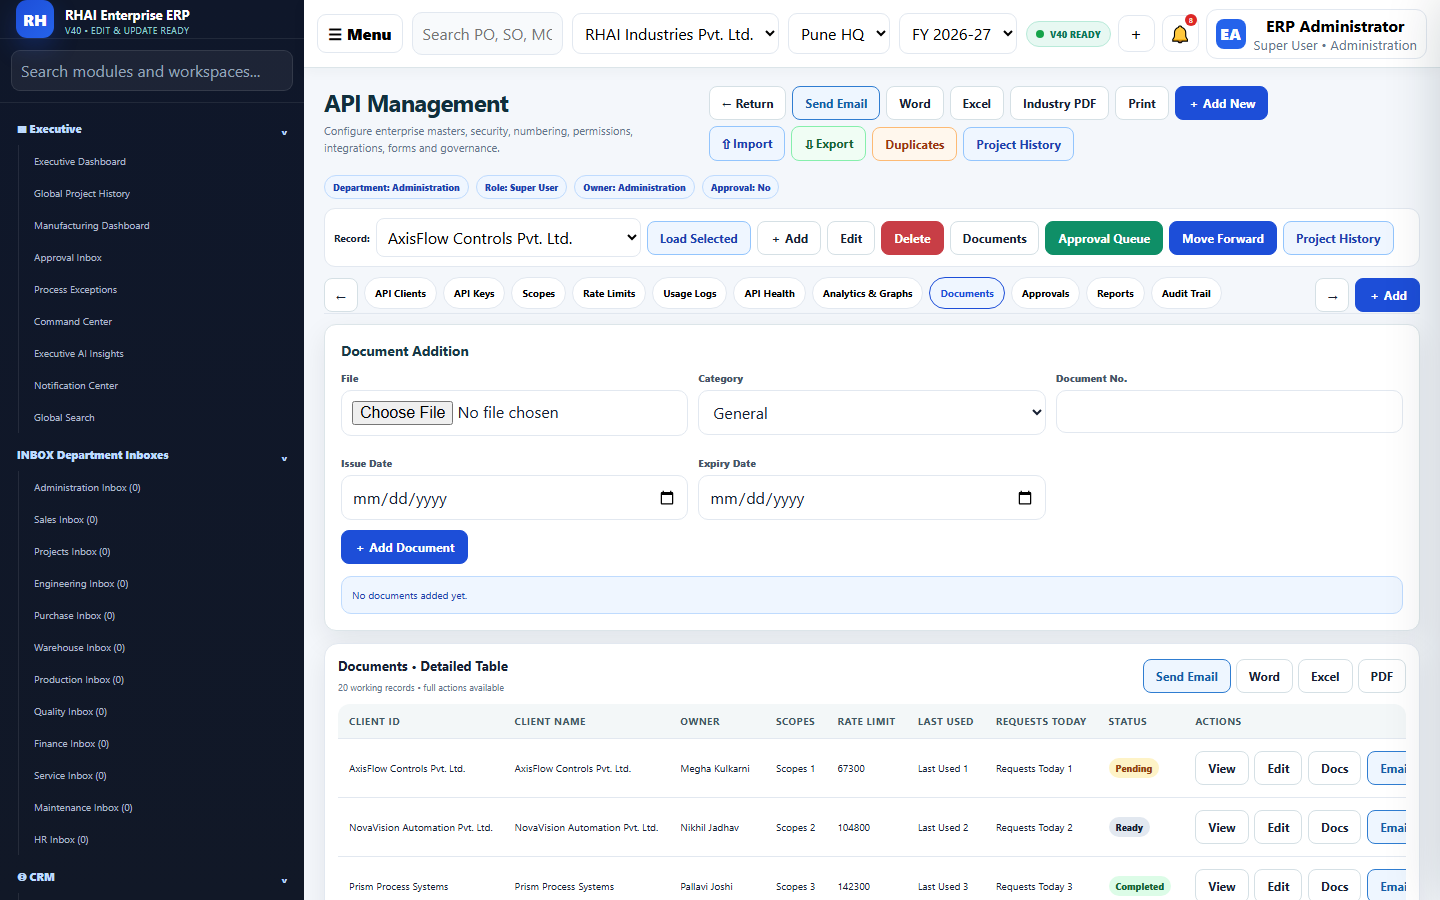 RH
RHAI Enterprise ERP
V40 • EDIT & UPDATE READY
Search modules and workspaces...
Executive
Executive Dashboard
Global Project History
Manufacturing Dashboard
Approval Inbox
Process Exceptions
Command Center
Executive AI Insights
Notification Center
Global Search
INBOX Department Inboxes
Administration Inbox (0)
Sales Inbox (0)
Projects Inbox (0)
Engineering Inbox (0)
Purchase Inbox (0)
Warehouse Inbox (0)
Production Inbox (0)
Quality Inbox (0)
Finance Inbox (0)
Service Inbox (0)
Maintenance Inbox (0)
HR Inbox (0)
CRM
☰ Menu
Search PO, SO, MC
RHAI Industries Pvt. Ltd.
Pune HQ
FY 2026-27
V40 READY
+
8
EA
ERP Administrator
Super User • Administration
API Management
Configure enterprise masters, security, numbering, permissions,
integrations, forms and governance.
← Return
Send Email
Word
Excel
Industry PDF
Print
+ Add New
⇧ Import
⇩ Export
Duplicates
Project History
Department: Administration
Role: Super User
Owner: Administration
Approval: No
Record:
AxisFlow Controls Pvt. Ltd.
Load Selected
+ Add
Edit
Delete
Documents
Approval Queue
Move Forward
Project History
←
API Clients
API Keys
Scopes
Rate Limits
Usage Logs
API Health
Analytics & Graphs
Documents
Approvals
Reports
Audit Trail
→
+ Add
Document Addition
File
Category
Document No.
Choose File No file chosen
General
Issue Date
Expiry Date
mm/dd/yyyy
mm/dd/yyyy
+ Add Document
No documents added yet.
Documents • Detailed Table
20 working records • full actions available
Send Email
Word
Excel
PDF
CLIENT ID CLIENT NAME OWNER SCOPES RATE LIMIT LAST USED REQUESTS TODAY STATUS ACTIONS
AxisFlow Controls Pvt. Ltd. AxisFlow Controls Pvt. Ltd. Megha Kulkarni Scopes 1 67300 Last Used 1 Requests Today 1 Pending View Edit Docs Emai
NovaVision Automation Pvt. Ltd. NovaVision Automation Pvt. Ltd. Nikhil Jadhav Scopes 2 104800 Last Used 2 Requests Today 2 Ready View Edit Docs Emai
Prism Process Systems Prism Process Systems Pallavi Joshi Scopes 3 142300 Last Used 3 Requests Today 3 Completed View Edit Docs Emai